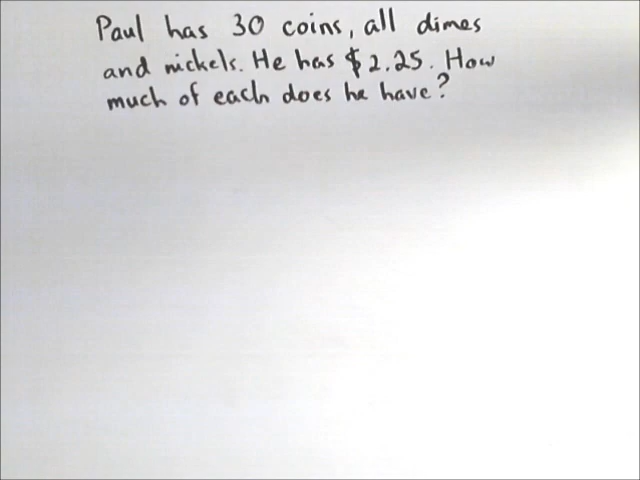 Paul has 30 coins, all dimes
and nickels. He has $2.25. How
much of each does he have?